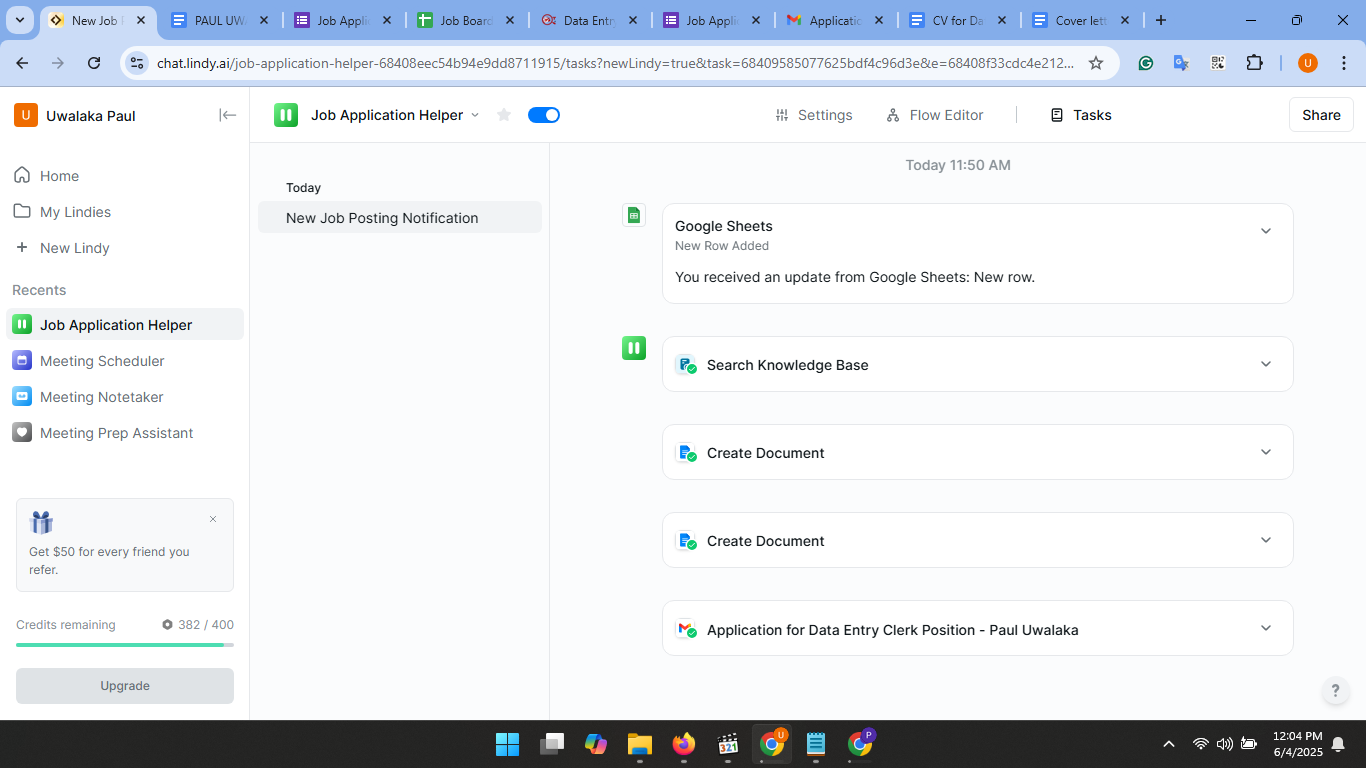 New Job
PAUL UW
Job Appli
Job Board
Data Entr
Job Appli
Applicatio
CV for Da
Cover lett
chat.lindy.ai/job-application-helper-68408eec54b94e9dd8711915/tasks?newLindy=true&task=68409585077625bdf4c96d3e&e=68408f33cdc4e212...
U
U
Uwalaka Paul
Home
My Lindies
New Lindy
Recents
Job Application Helper
Meeting Scheduler
Meeting Notetaker
Meeting Prep Assistant
Get $50 for every friend you
refer.
Credits remaining
382 / 400
Upgrade
Job Application Helper
Settings
Flow Editor
Tasks
Share
Today
New Job Posting Notification
Today 11:50 AM
Google Sheets
New Row Added
You received an update from Google Sheets: New row.
Search Knowledge Base
Create Document
Create Document
Application for Data Entry Clerk Position - Paul Uwalaka
?
321
U
P
12:04 PM
6/4/2025